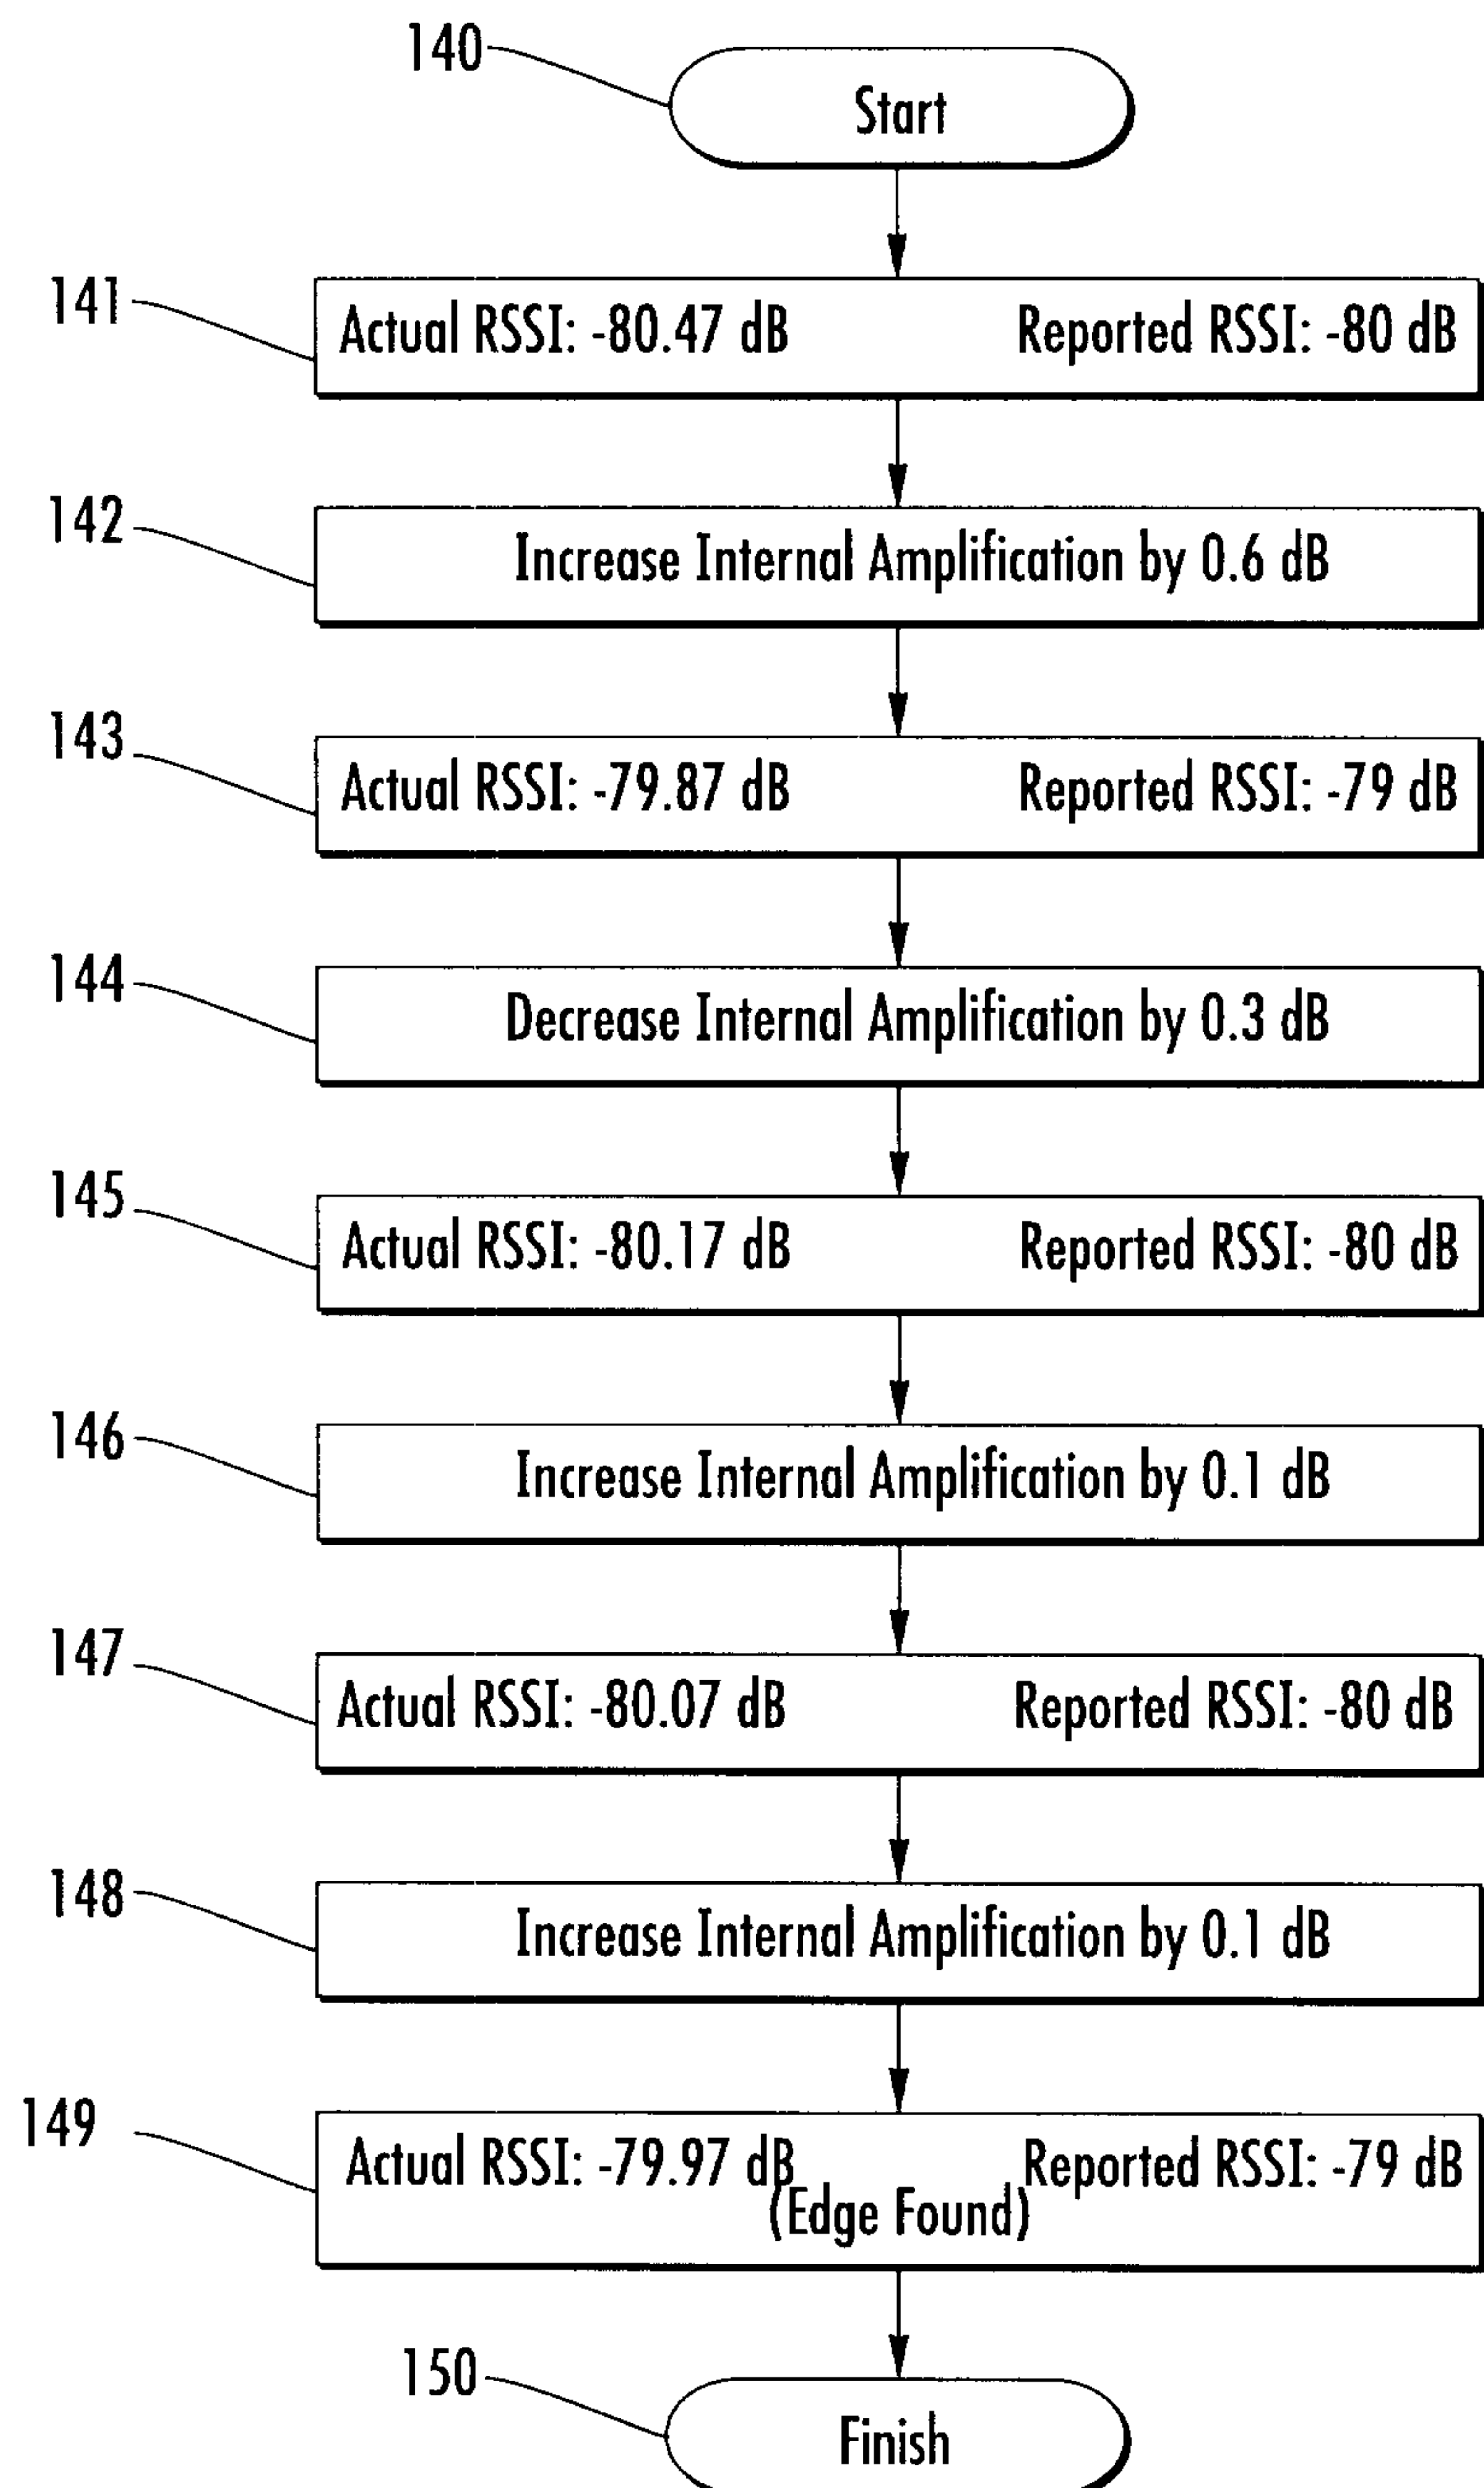 140
Start
141
Actual RSSI: -80.47 dB Reported RSSI: -80 dB
142
Increase Internal Amplification by 0.6 dB
143
Actual RSSI: -79.87 dB Reported RSSI: -79 dB
144
Decrease Internal Amplification by 0.3 dB
145
Actual RSSI: -80.17 dB Reported RSSI: -80 dB
146
Increase Internal Amplification by 0.1 dB
147
Actual RSSI: -80.07 dB Reported RSSI: -80 dB
148
Increase Internal Amplification by 0.1 dB
149
Actual RSSI: -79.97 dB Reported RSSI: -79 dB
(Edge Found)
150
Finish